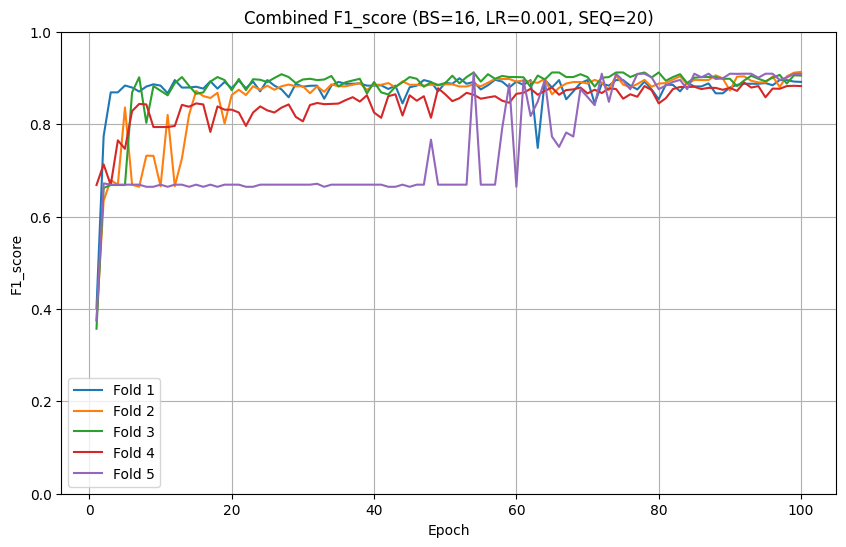 Combined F1_score (BS=16, LR=0.001, SEQ=20)
F1_score
1.0
0.8
0.6
0.4
0.2
0.0
Fold 1
Fold 2
Fold 3
Fold 4
Fold 5
0 20 40 60 80 100
Epoch